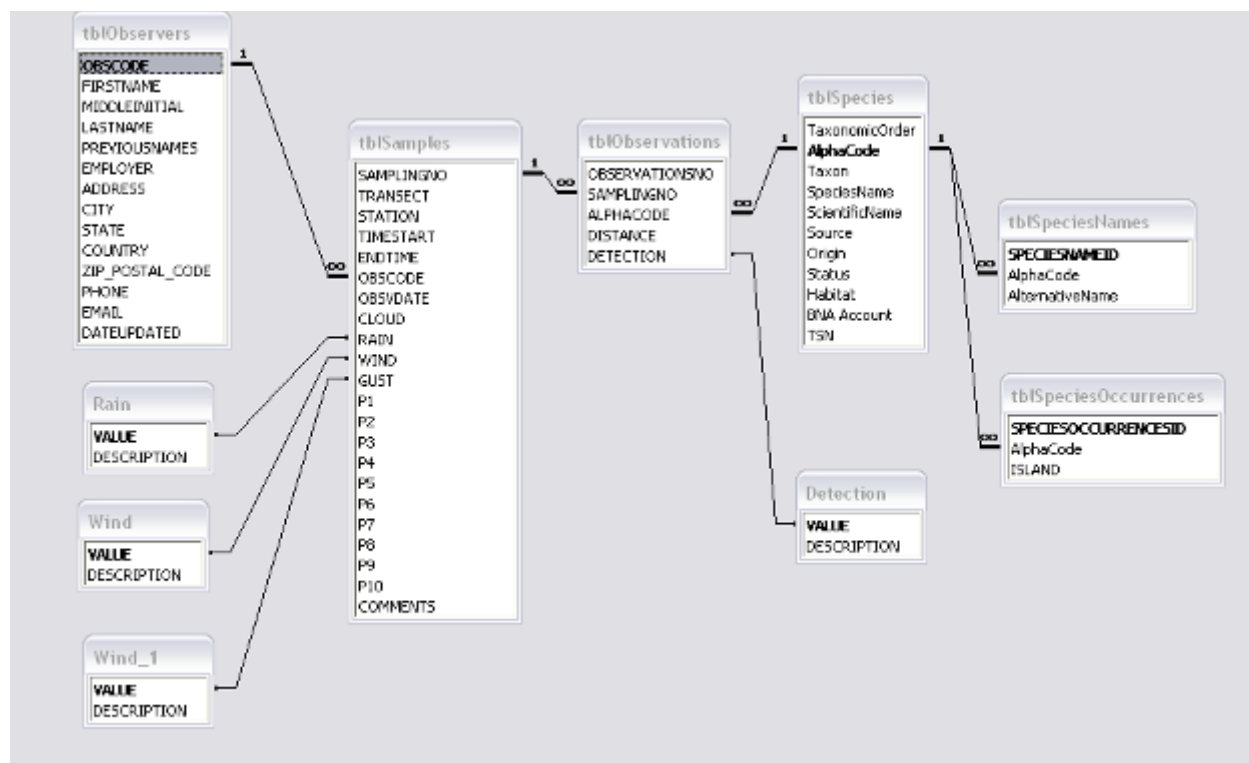 tblObservers
OBSCODE
FIRSTNAME
MIDDLEINITIAL
LASTNAME
PREVIOUSNAMES
EMPLOYER
ADDRESS
CITY
STATE
COUNTRY
ZIP_POSTAL_CODE
PHONE
EMAIL
DATEUPDATED
1
∞
Rain
VALUE
DESCRIPTION
Wind
VALUE
DESCRIPTION
Wind_1
VALUE
DESCRIPTION
tblSamples
SAMPLINGNO
TRANSECT
STATION
TIMESTART
ENDTIME
OBSCODE
OBSVDATE
CLOUD
RAIN
WIND
GUST
P1
P2
P3
P4
P5
P6
P7
P8
P9
P10
COMMENTS
1
∞
tblObservations
OBSERVATIONSNO
SAMPLINGNO
ALPHACODE
DISTANCE
DETECTION
∞
1
tblSpecies
TaxonomicOrder
AlphaCode
Taxon
SpeciesName
ScientificName
Source
Origin
Status
Habitat
BNA Account
TSN
1
∞
∞
Detection
VALUE
DESCRIPTION
tblSpeciesNames
SPECIESNAMEID
AlphaCode
AlternativeName
tblSpeciesOccurrences
SPECIESOCCURRENCESID
AlphaCode
ISLAND